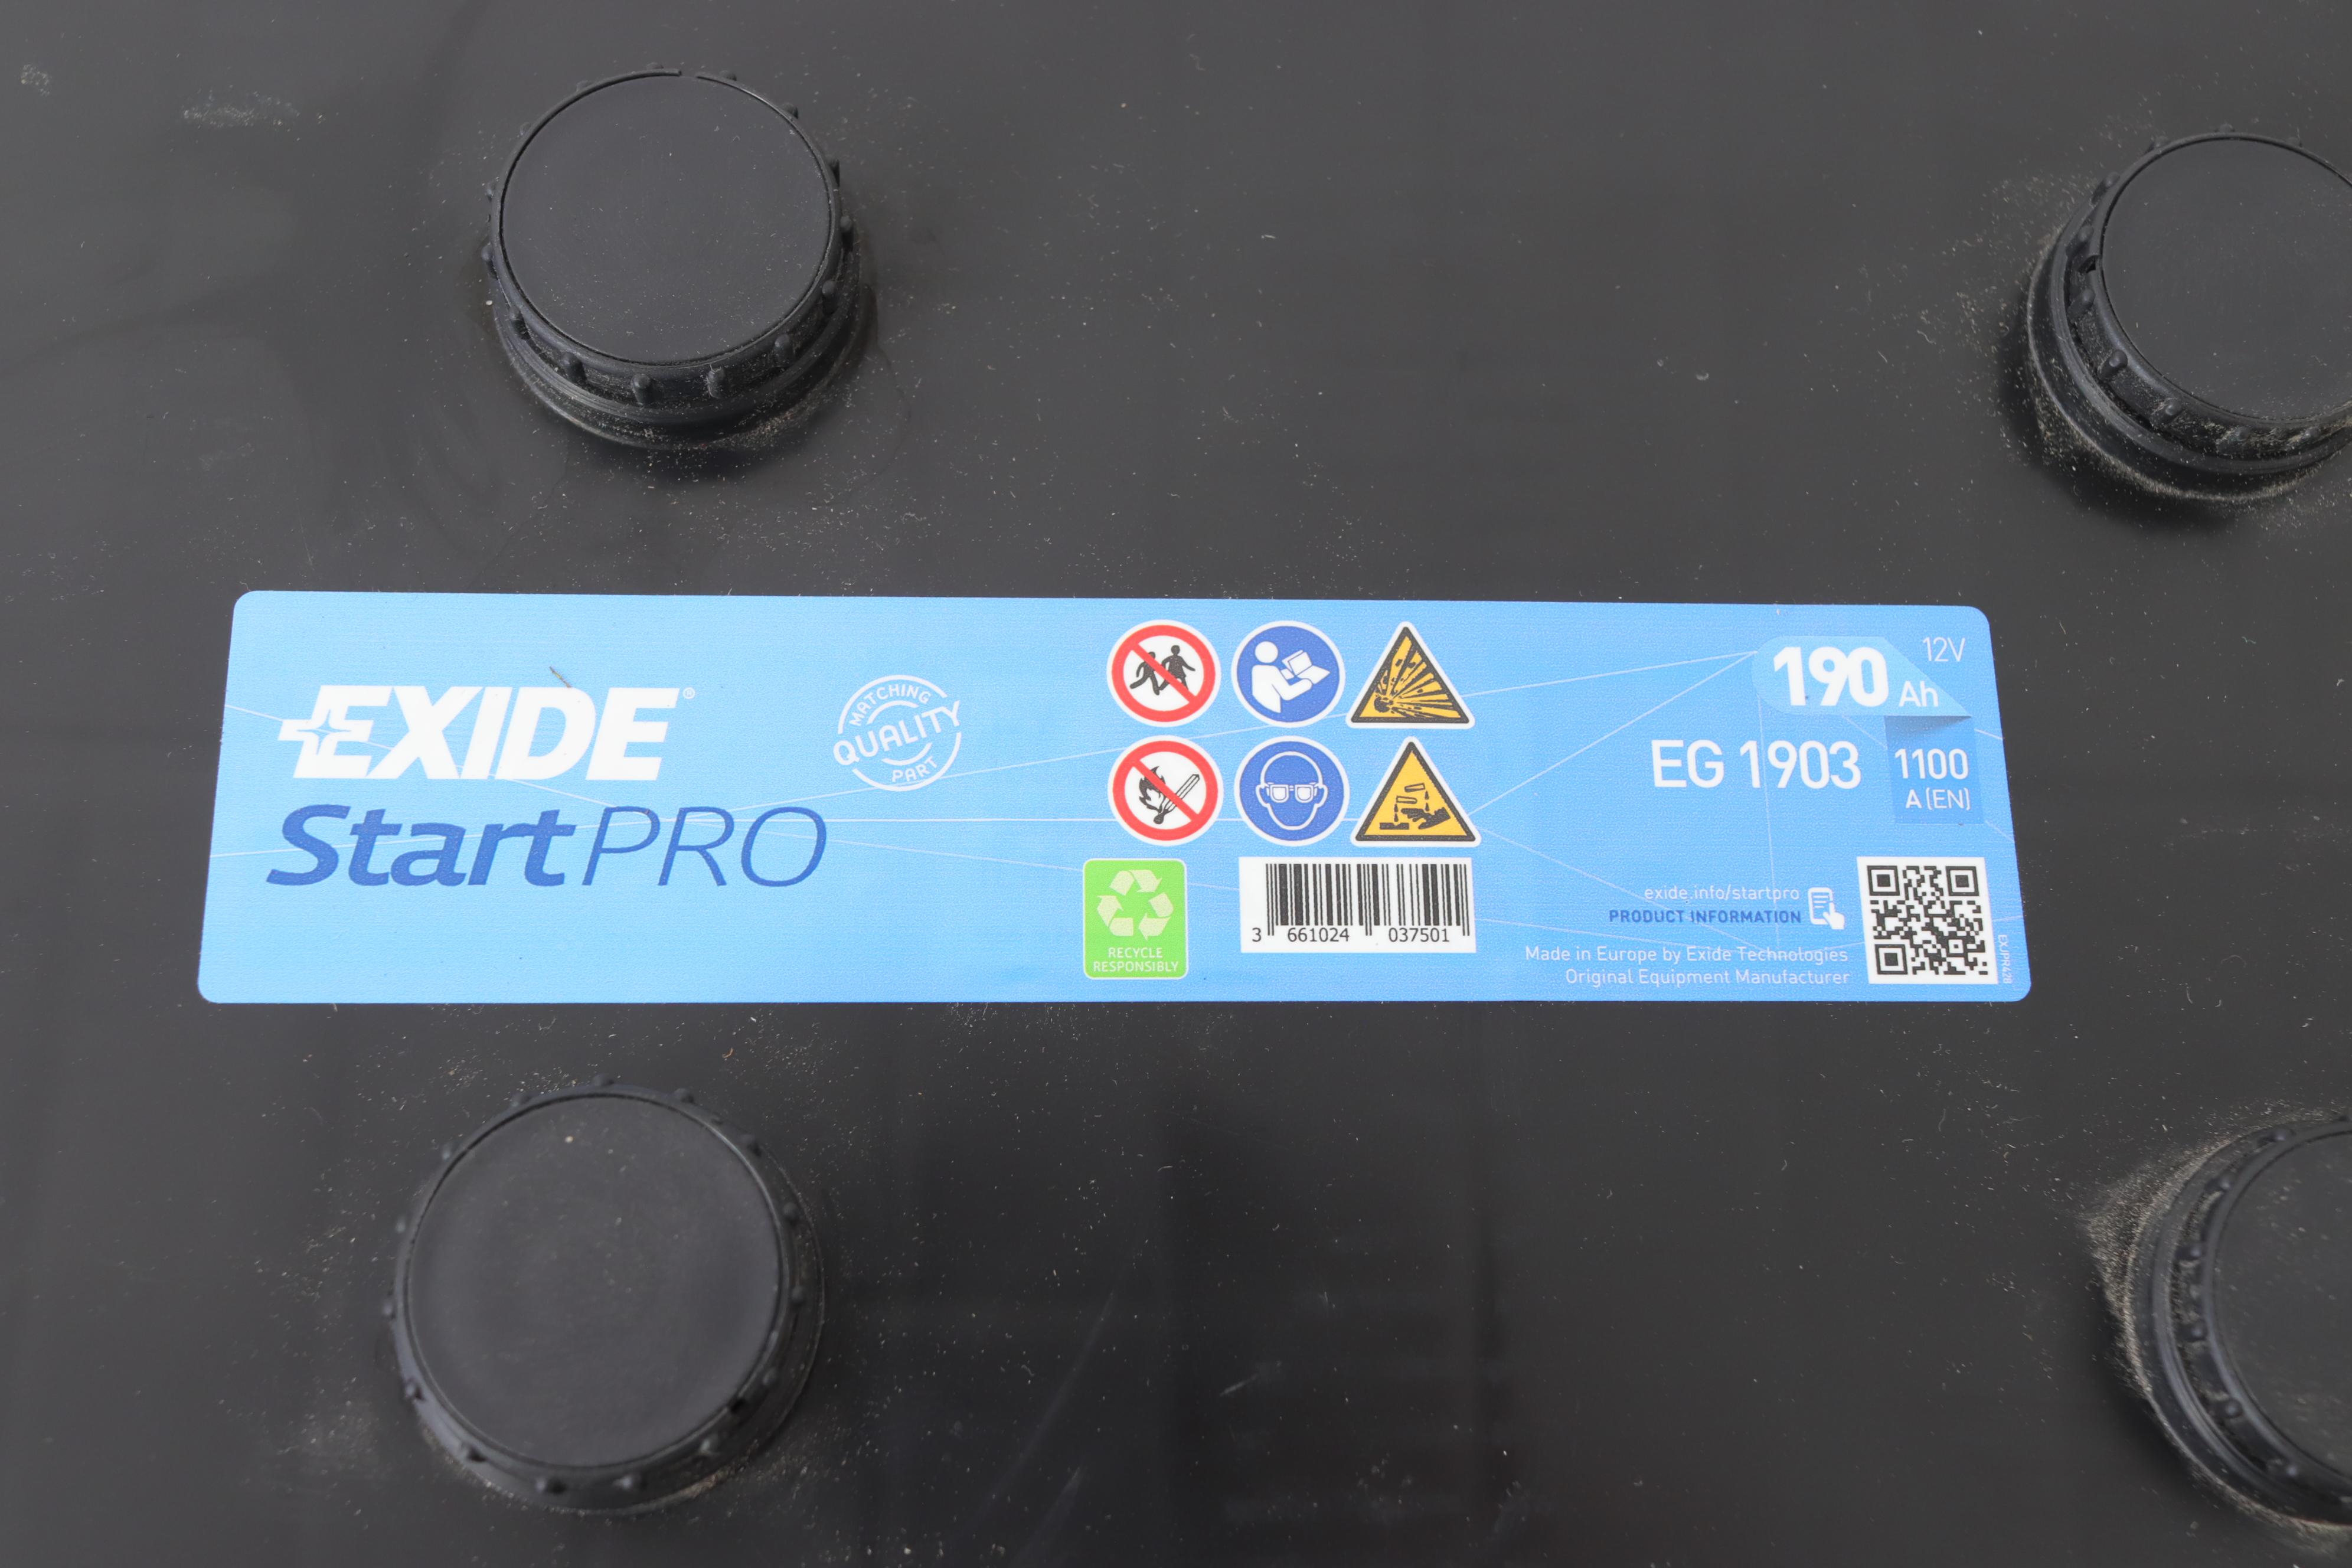 EXIDE®
StartPRO
MATCHING
QUALITY
PART
RECYCLE
RESPONSIBLY
3 661024 037501
190 Ah
12V
EG 1903
1100
A (EN)
exide.info/startpro
PRODUCT INFORMATION
Made in Europe by Exide Technologies
Original Equipment Manufacturer